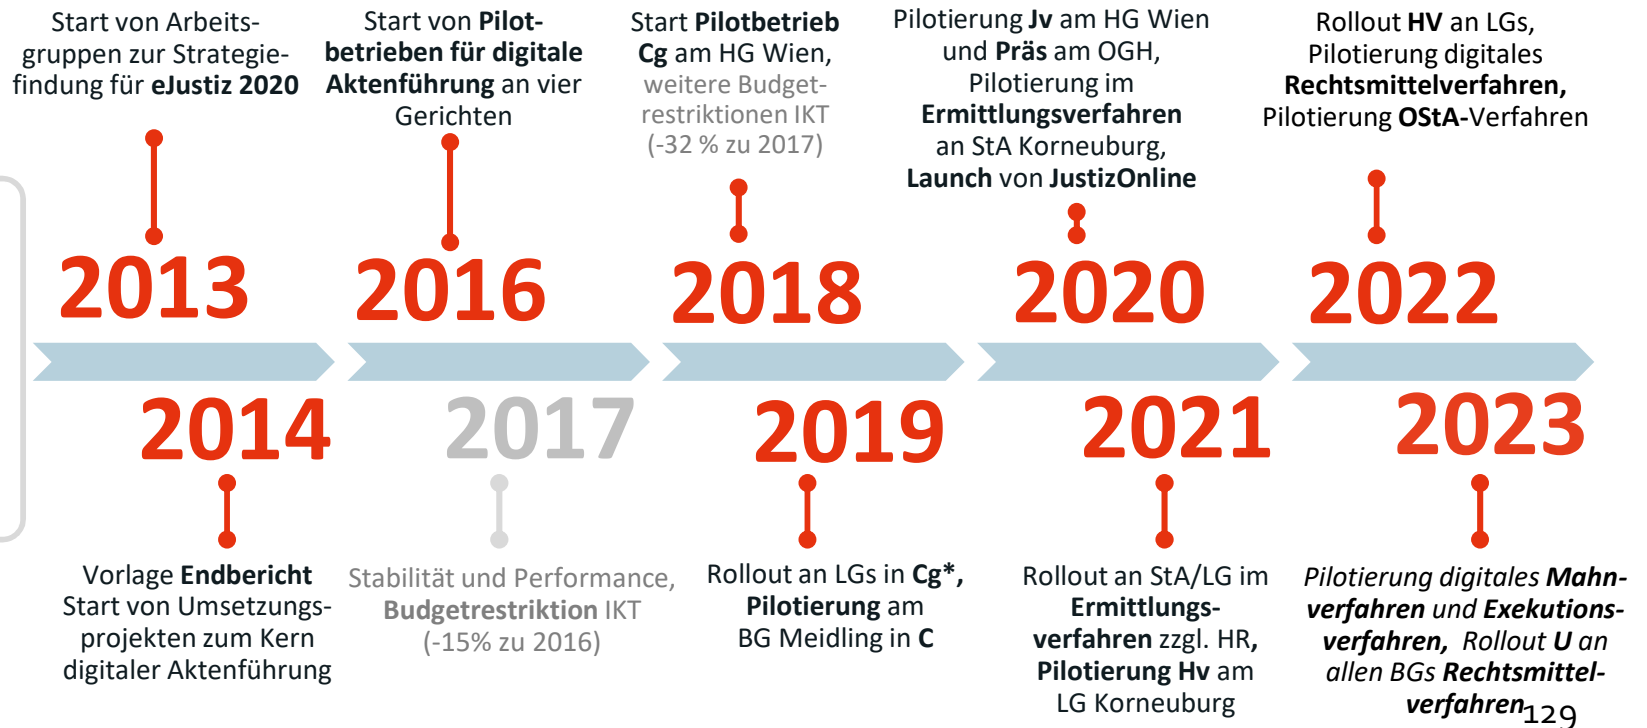 Start von Arbeits-
gruppen zur Strategie-
findung für eJustiz 2020
Start von Pilot-
betrieben für digitale
Aktenführung an vier
Gerichten
Start Pilotbetrieb
Cg am HG Wien,
weitere Budget-
restriktionen IKT
(-32 % zu 2017)
Pilotierung Jv am HG Wien
und Präs am OGH,
Pilotierung im
Ermittlungsverfahren
an StA Korneuburg,
Launch von JustizOnline
Rollout HV an LGs,
Pilotierung digitales
Rechtsmittelverfahren,
Pilotierung OStA-Verfahren
2013
2016
2018
2020
2022
2014
2017
2019
2021
2023
Vorlage Endbericht
Start von Umsetzungs-
projekten zum Kern
digitaler Aktenführung
Stabilität und Performance,
Budgetrestriktion IKT
(-15% zu 2016)
Rollout an LGs in Cg*,
Pilotierung am
BG Meidling in C
Rollout an StA/LG im
Ermittlungs-
verfahren zzgl. HR,
Pilotierung Hv am
LG Korneuburg
Pilotierung digitales Mahn-
verfahren und Exekutions-
verfahren, Rollout U an
allen BGs Rechtsmittel-
verfahren
129